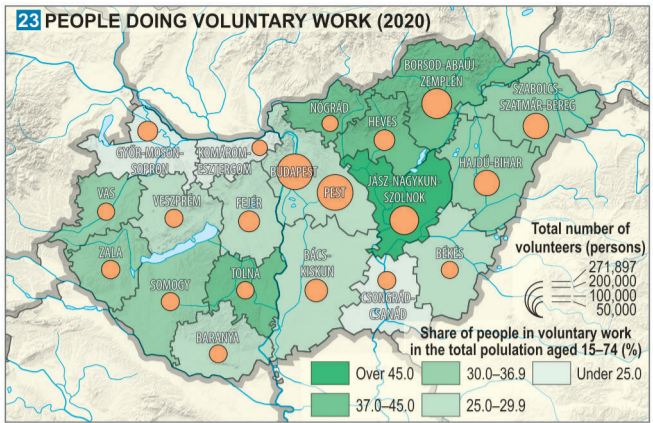 23 PEOPLE DOING VOLUNTARY WORK (2020)
BORSOD-ABAÚJ-
ZEMPLÉN
SZABOLCS-
SZATMÁR-BEREG
NÓGRÁD
HEVES
GYŐR-MOSON-
SOPRON
KOMÁROM-
ESZTERGOM
BUDAPEST
PEST
JÁSZ-NAGYKUN-
SZOLNOK
HAJDÚ-BIHAR
VAS
VESZPRÉM
FEJÉR
ZALA
SOMOGY
TOLNA
BÁCS-
KISKUN
BÉKÉS
CSONGRÁD-
CSANÁD
BARANYA
Total number of
volunteers (persons)
271,897
200,000
100,000
50,000
Share of people in voluntary work
in the total polulation aged 15–74 (%)
Over 45.0
30.0–36.9
Under 25.0
37.0–45.0
25.0–29.9